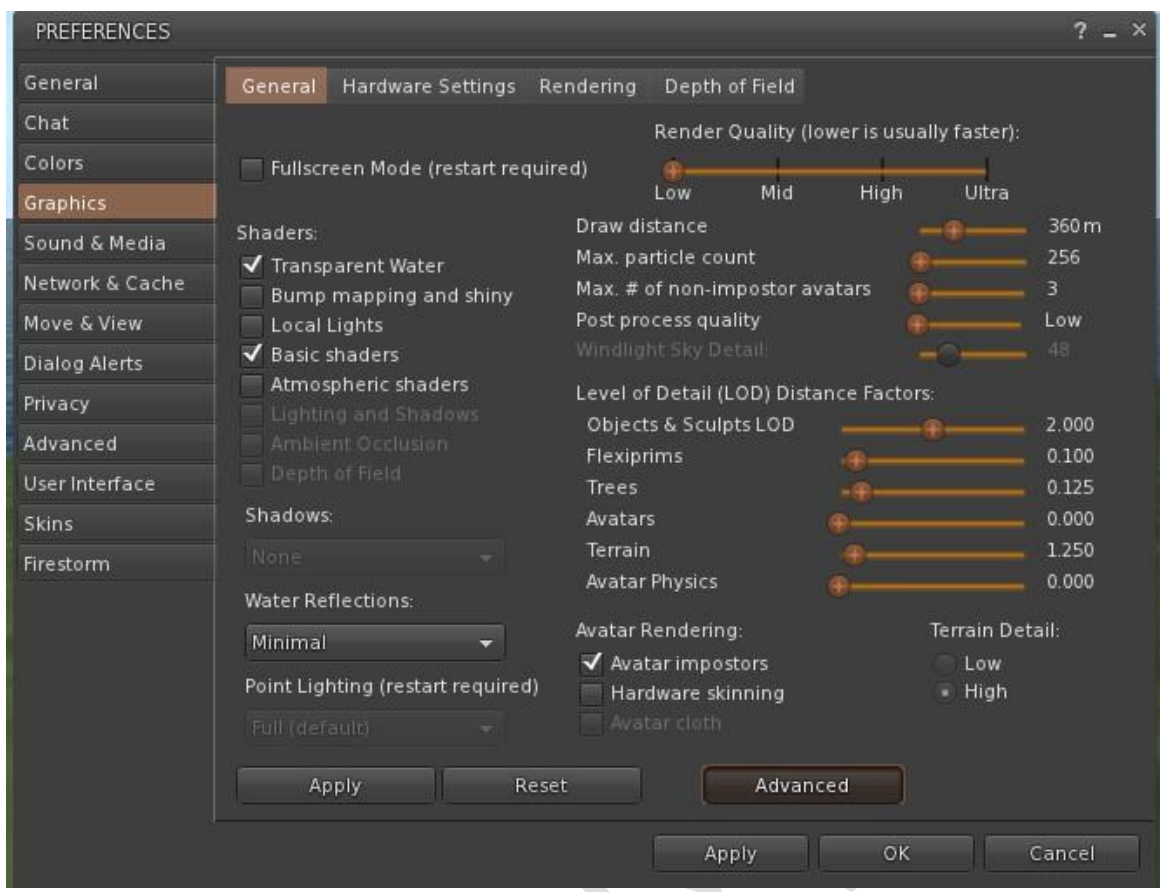 PREFERENCES ? – ×
General
Chat
Colors
Graphics
Sound & Media
Network & Cache
Move & View
Dialog Alerts
Privacy
Advanced
User Interface
Skins
Firestorm
General Hardware Settings Rendering Depth of Field
Render Quality (lower is usually faster):
Fullscreen Mode (restart required)
Low Mid High Ultra
Shaders:
Transparent Water
Bump mapping and shiny
Local Lights
Basic shaders
Atmospheric shaders
Lighting and Shadows
Ambient Occlusion
Depth of Field
Shadows:
None
Water Reflections:
Minimal
Point Lighting (restart required)
Full (default)
Draw distance 360 m
Max. particle count 256
Max. # of non-impostor avatars 3
Post process quality Low
Windlight Sky Detail: 48
Level of Detail (LOD) Distance Factors:
Objects & Sculpts LOD 2.000
Flexiprims 0.100
Trees 0.125
Avatars 0.000
Terrain 1.250
Avatar Physics 0.000
Avatar Rendering:
Avatar impostors
Hardware skinning
Avatar cloth
Terrain Detail:
Low
High
Apply Reset Advanced
Apply OK Cancel